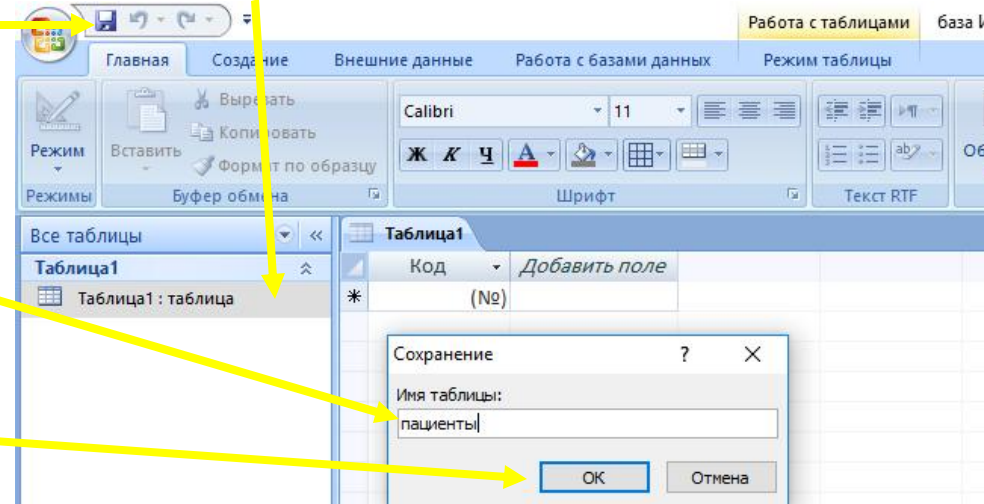 Работа с таблицами база
Главная Создание Внешние данные Работа с базами данных Режим таблицы
Вырезать
Копировать
Формат по образцу
Режим Вставить
Calibri 11
Ж К Ч
Режимы Буфер обмена Шрифт Текст RTF
Все таблицы
Таблица1
Таблица1 : таблица
Таблица1
Код Добавить поле
(№)
Сохранение ? X
Имя таблицы:
пациенты
ОК Отмена